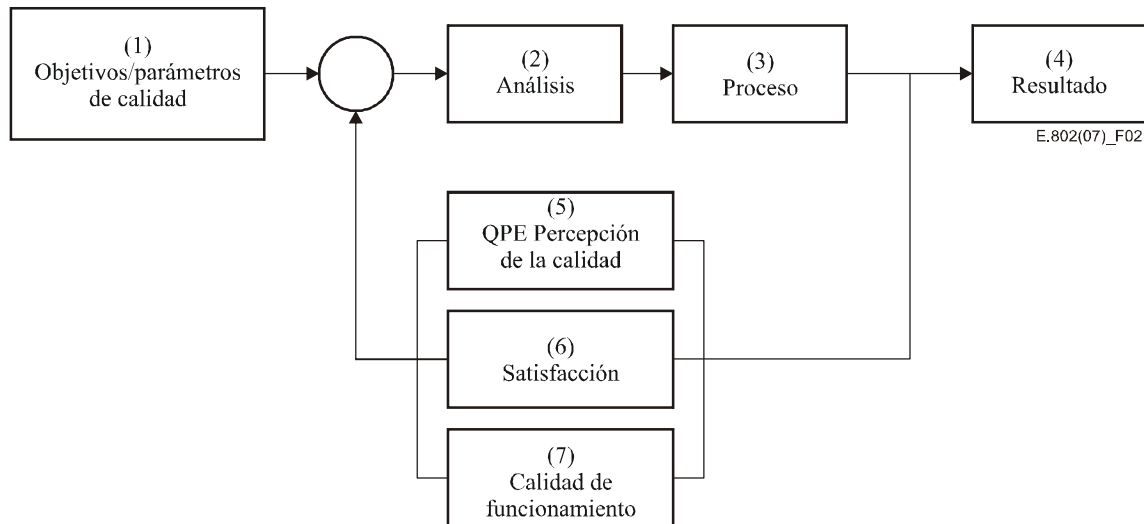 (1)
Objetivos/parámetros
de calidad
(2)
Análisis
(3)
Proceso
(4)
Resultado
E.802(07)_F02
(5)
QPE Percepción
de la calidad
(6)
Satisfacción
(7)
Calidad de
funcionamiento